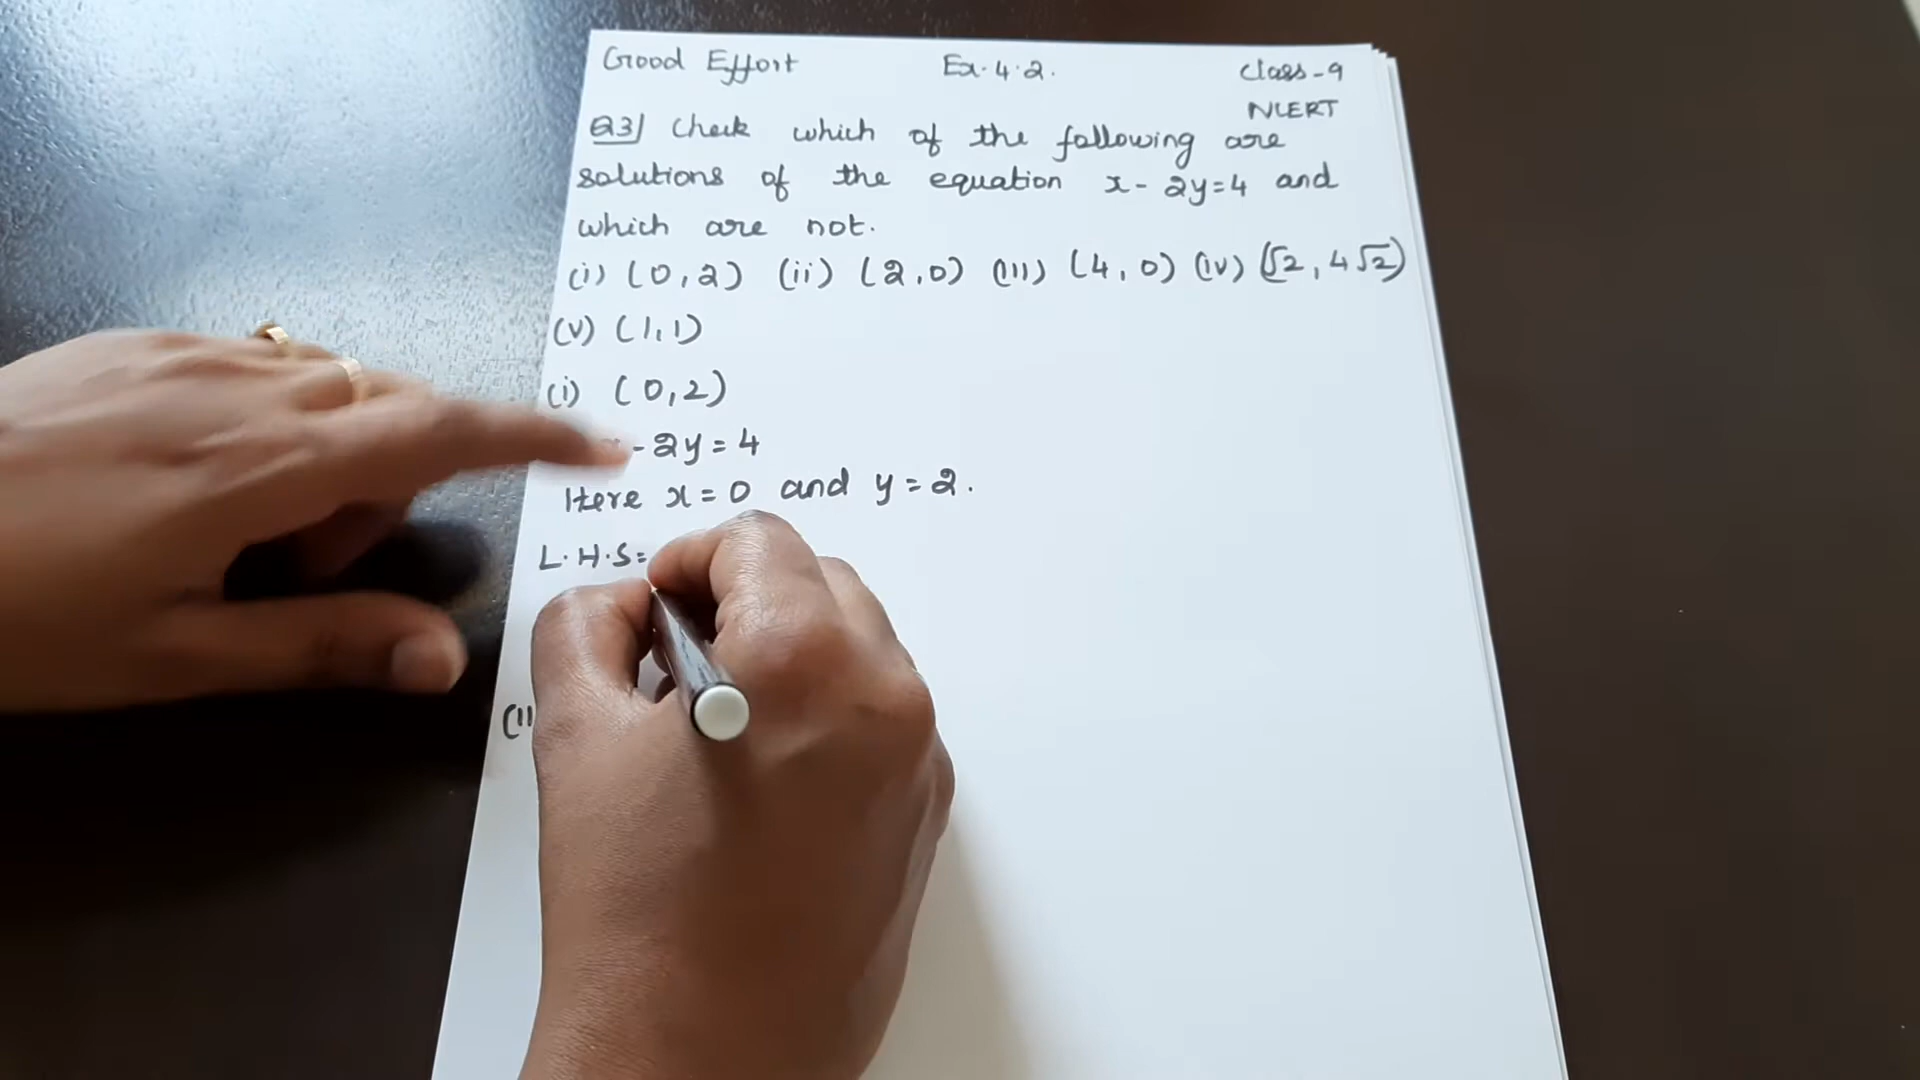 Good Effort Ex. 4.2. Class-9
NCERT
Q3) Check which of the following are
solutions of the equation x - 2y=4 and
which are not.
(i) (0,2) (ii) (2,0) (iii) (4,0) (iv) (√2, 4√2)
(v) (1,1)
(i) (0,2)
- 2y = 4
Here x = 0 and y = 2.
L.H.S=
(ii